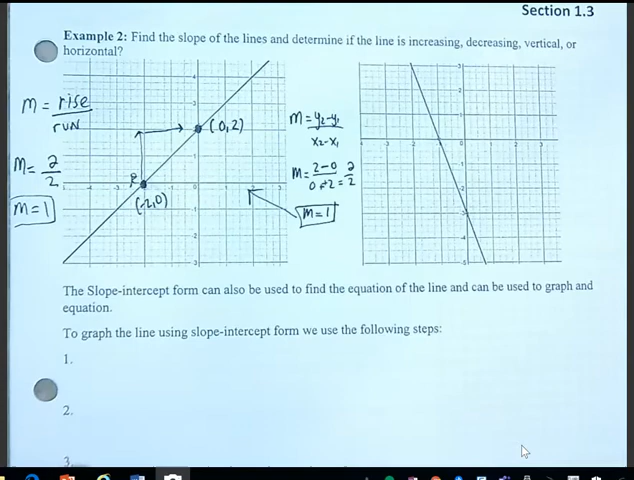 Section 1.3
Example 2: Find the slope of the lines and determine if the line is increasing, decreasing, vertical, or
horizontal?
m = rise
run
(0,2)
m = y₂-y₁
x₂-x₁
m = 2
2
m = 2-0
0+2 = 2
2
m = 1
(-2,0)
m = 1
The Slope-intercept form can also be used to find the equation of the line and can be used to graph and
equation.
To graph the line using slope-intercept form we use the following steps:
1.
2.
3.